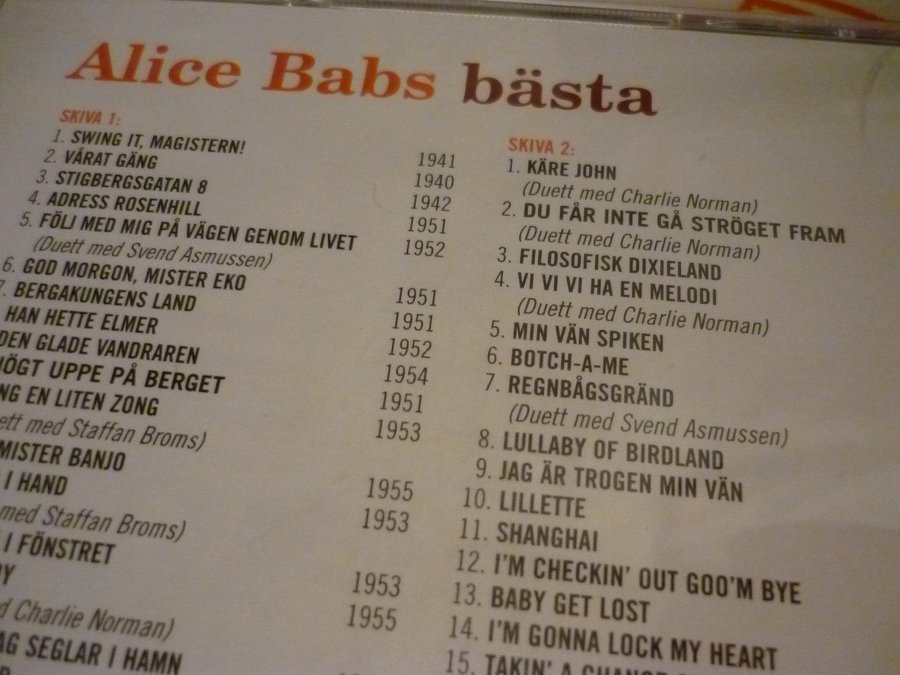 Alice Babs bästa
SKIVA 1:
1. SWING IT, MAGISTERN! 1941
2. VÅRAT GÄNG 1940
3. STIGBERGSGATAN 8 1942
4. ADRESS ROSENHILL 1951
5. FÖLJ MED MIG PÅ VÄGEN GENOM LIVET 1952
(Duett med Svend Asmussen)
6. GOD MORGON, MISTER EKO 1951
7. BERGAKUNGENS LAND 1951
HAN HETTE ELMER 1952
DEN GLADE VANDRAREN 1954
HÖGT UPPE PÅ BERGET 1951
EN LITEN ZONG 1953
med Staffan Broms)
MISTER BANJO 1955
I HAND 1953
med Staffan Broms)
I FÖNSTRET 1953
1955
Charlie Norman)
SEGLAR I HAMN
SKIVA 2:
1. KÄRE JOHN
(Duett med Charlie Norman)
2. DU FÅR INTE GÅ STRÖGET FRAM
(Duett med Charlie Norman)
3. FILOSOFISK DIXIELAND
4. VI VI VI HA EN MELODI
(Duett med Charlie Norman)
5. MIN VÄN SPIKEN
6. BOTCH-A-ME
7. REGNBÅGSGRÄND
(Duett med Svend Asmussen)
8. LULLABY OF BIRDLAND
9. JAG ÄR TROGEN MIN VÄN
10. LILLETTE
11. SHANGHAI
12. I'M CHECKIN' OUT GOO'M BYE
13. BABY GET LOST
14. I'M GONNA LOCK MY HEART
15. TAKIN' A CHANCE